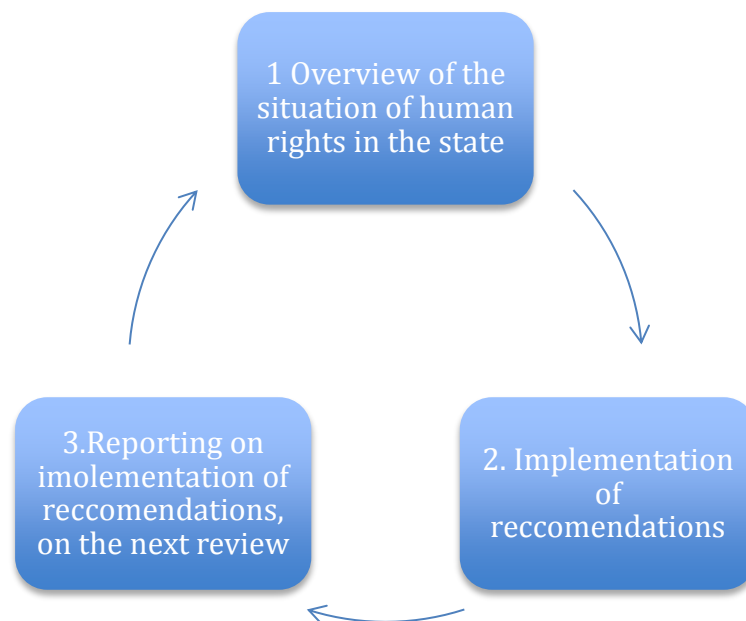 1 Overview of the
situation of human
rights in the state
2. Implementation
of
reccomendations
3.Reporting on
imolementation of
reccomendations,
on the next review